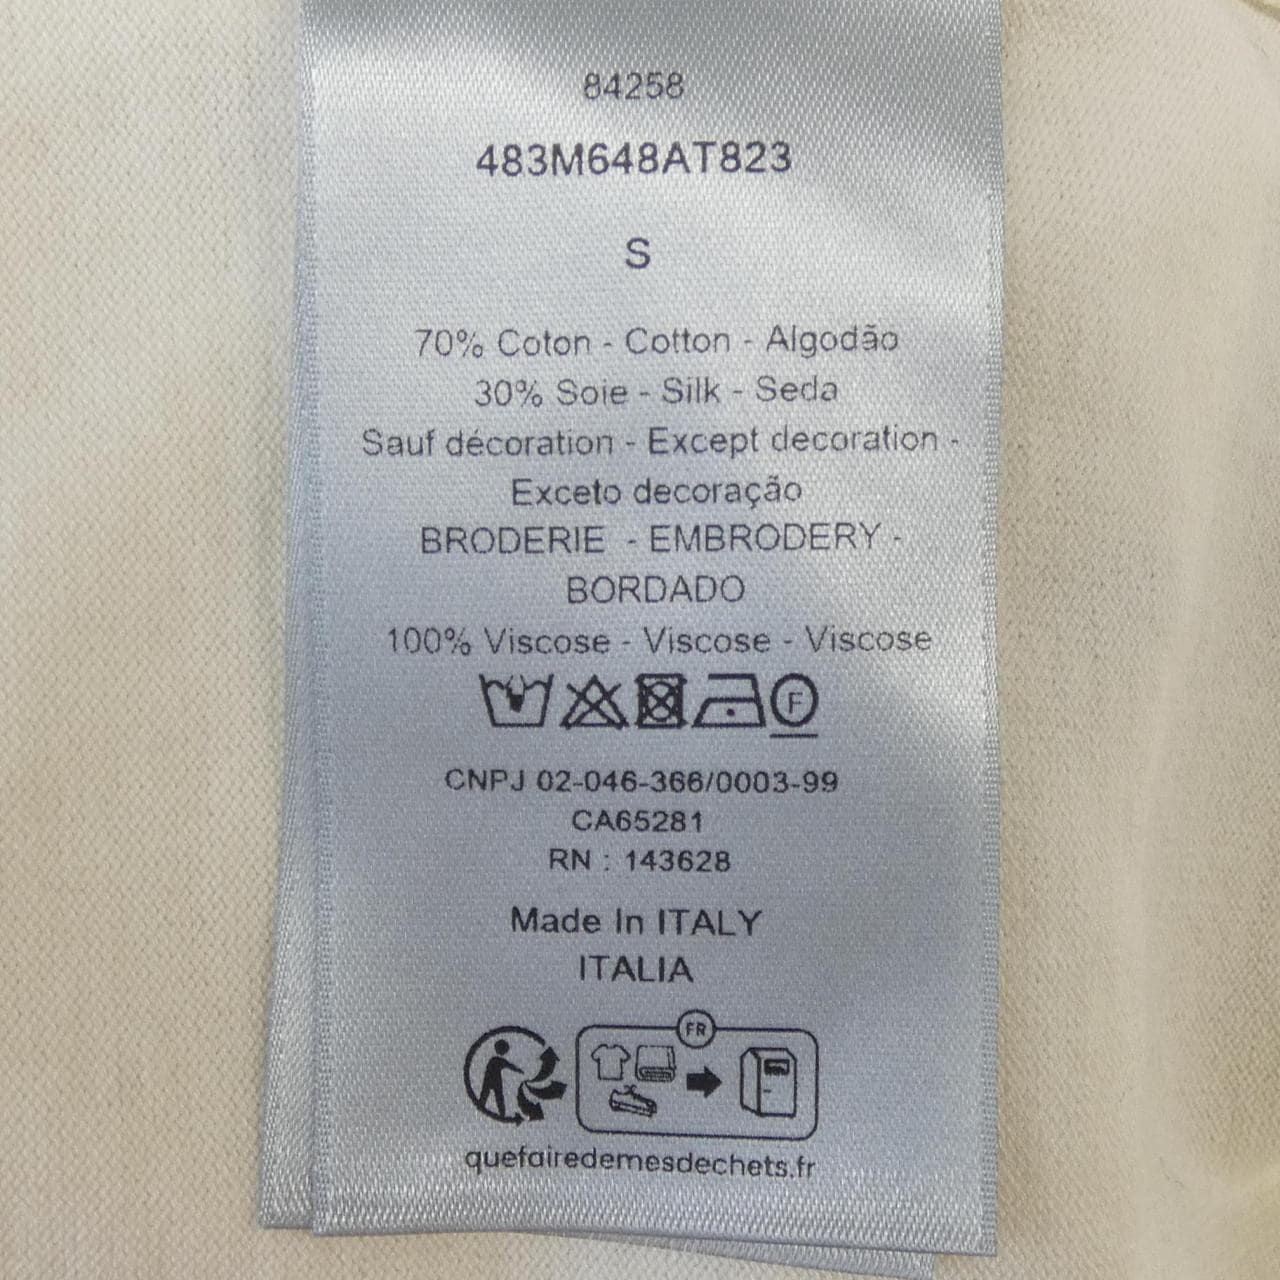 84258
483M648AT823
S
70% Coton - Cotton - Algodão
30% Soie - Silk - Seda
Sauf décoration - Except decoration -
Exceto decoração
BRODERIE - EMBRODERY -
BORDADO
100% Viscose - Viscose - Viscose
F
CNPJ 02-046-366/0003-99
CA65281
RN : 143628
Made In ITALY
ITALIA
FR
quefairedemesdechets.fr